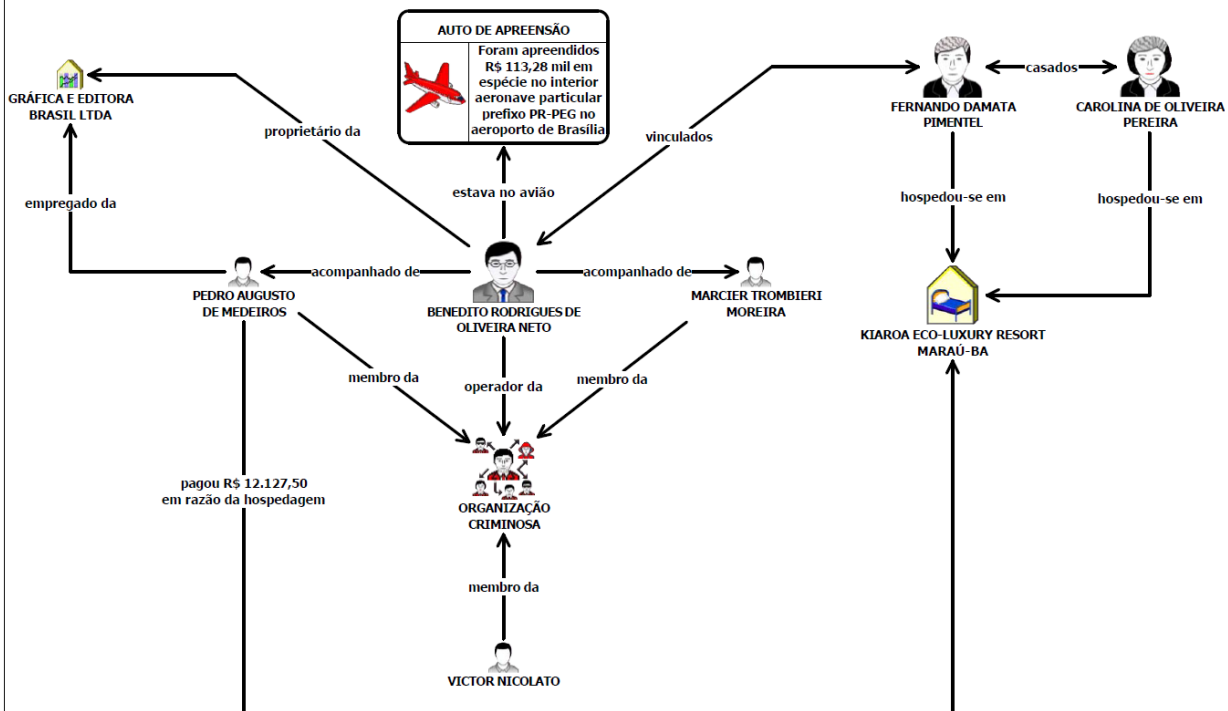 AUTO DE APREENSÃO
Foram apreendidos
R$ 113,28 mil em
espécie no interior
aeronave particular
prefixo PR-PEG no
aeroporto de Brasília
GRÁFICA E EDITORA
BRASIL LTDA
casados
FERNANDO DAMATA
PIMENTEL
CAROLINA DE OLIVEIRA
PEREIRA
proprietário da
vinculados
empregado da
estava no avião
hospedou-se em
hospedou-se em
acompanhado de
acompanhado de
PEDRO AUGUSTO
DE MEDEIROS
BENEDITO RODRIGUES DE
OLIVEIRA NETO
MARCIER TROMBIERI
MOREIRA
KIAROA ECO-LUXURY RESORT
MARAÚ-BA
membro da
operador da
membro da
pagou R$ 12.127,50
em razão da hospedagem
ORGANIZAÇÃO
CRIMINOSA
membro da
VICTOR NICOLATO